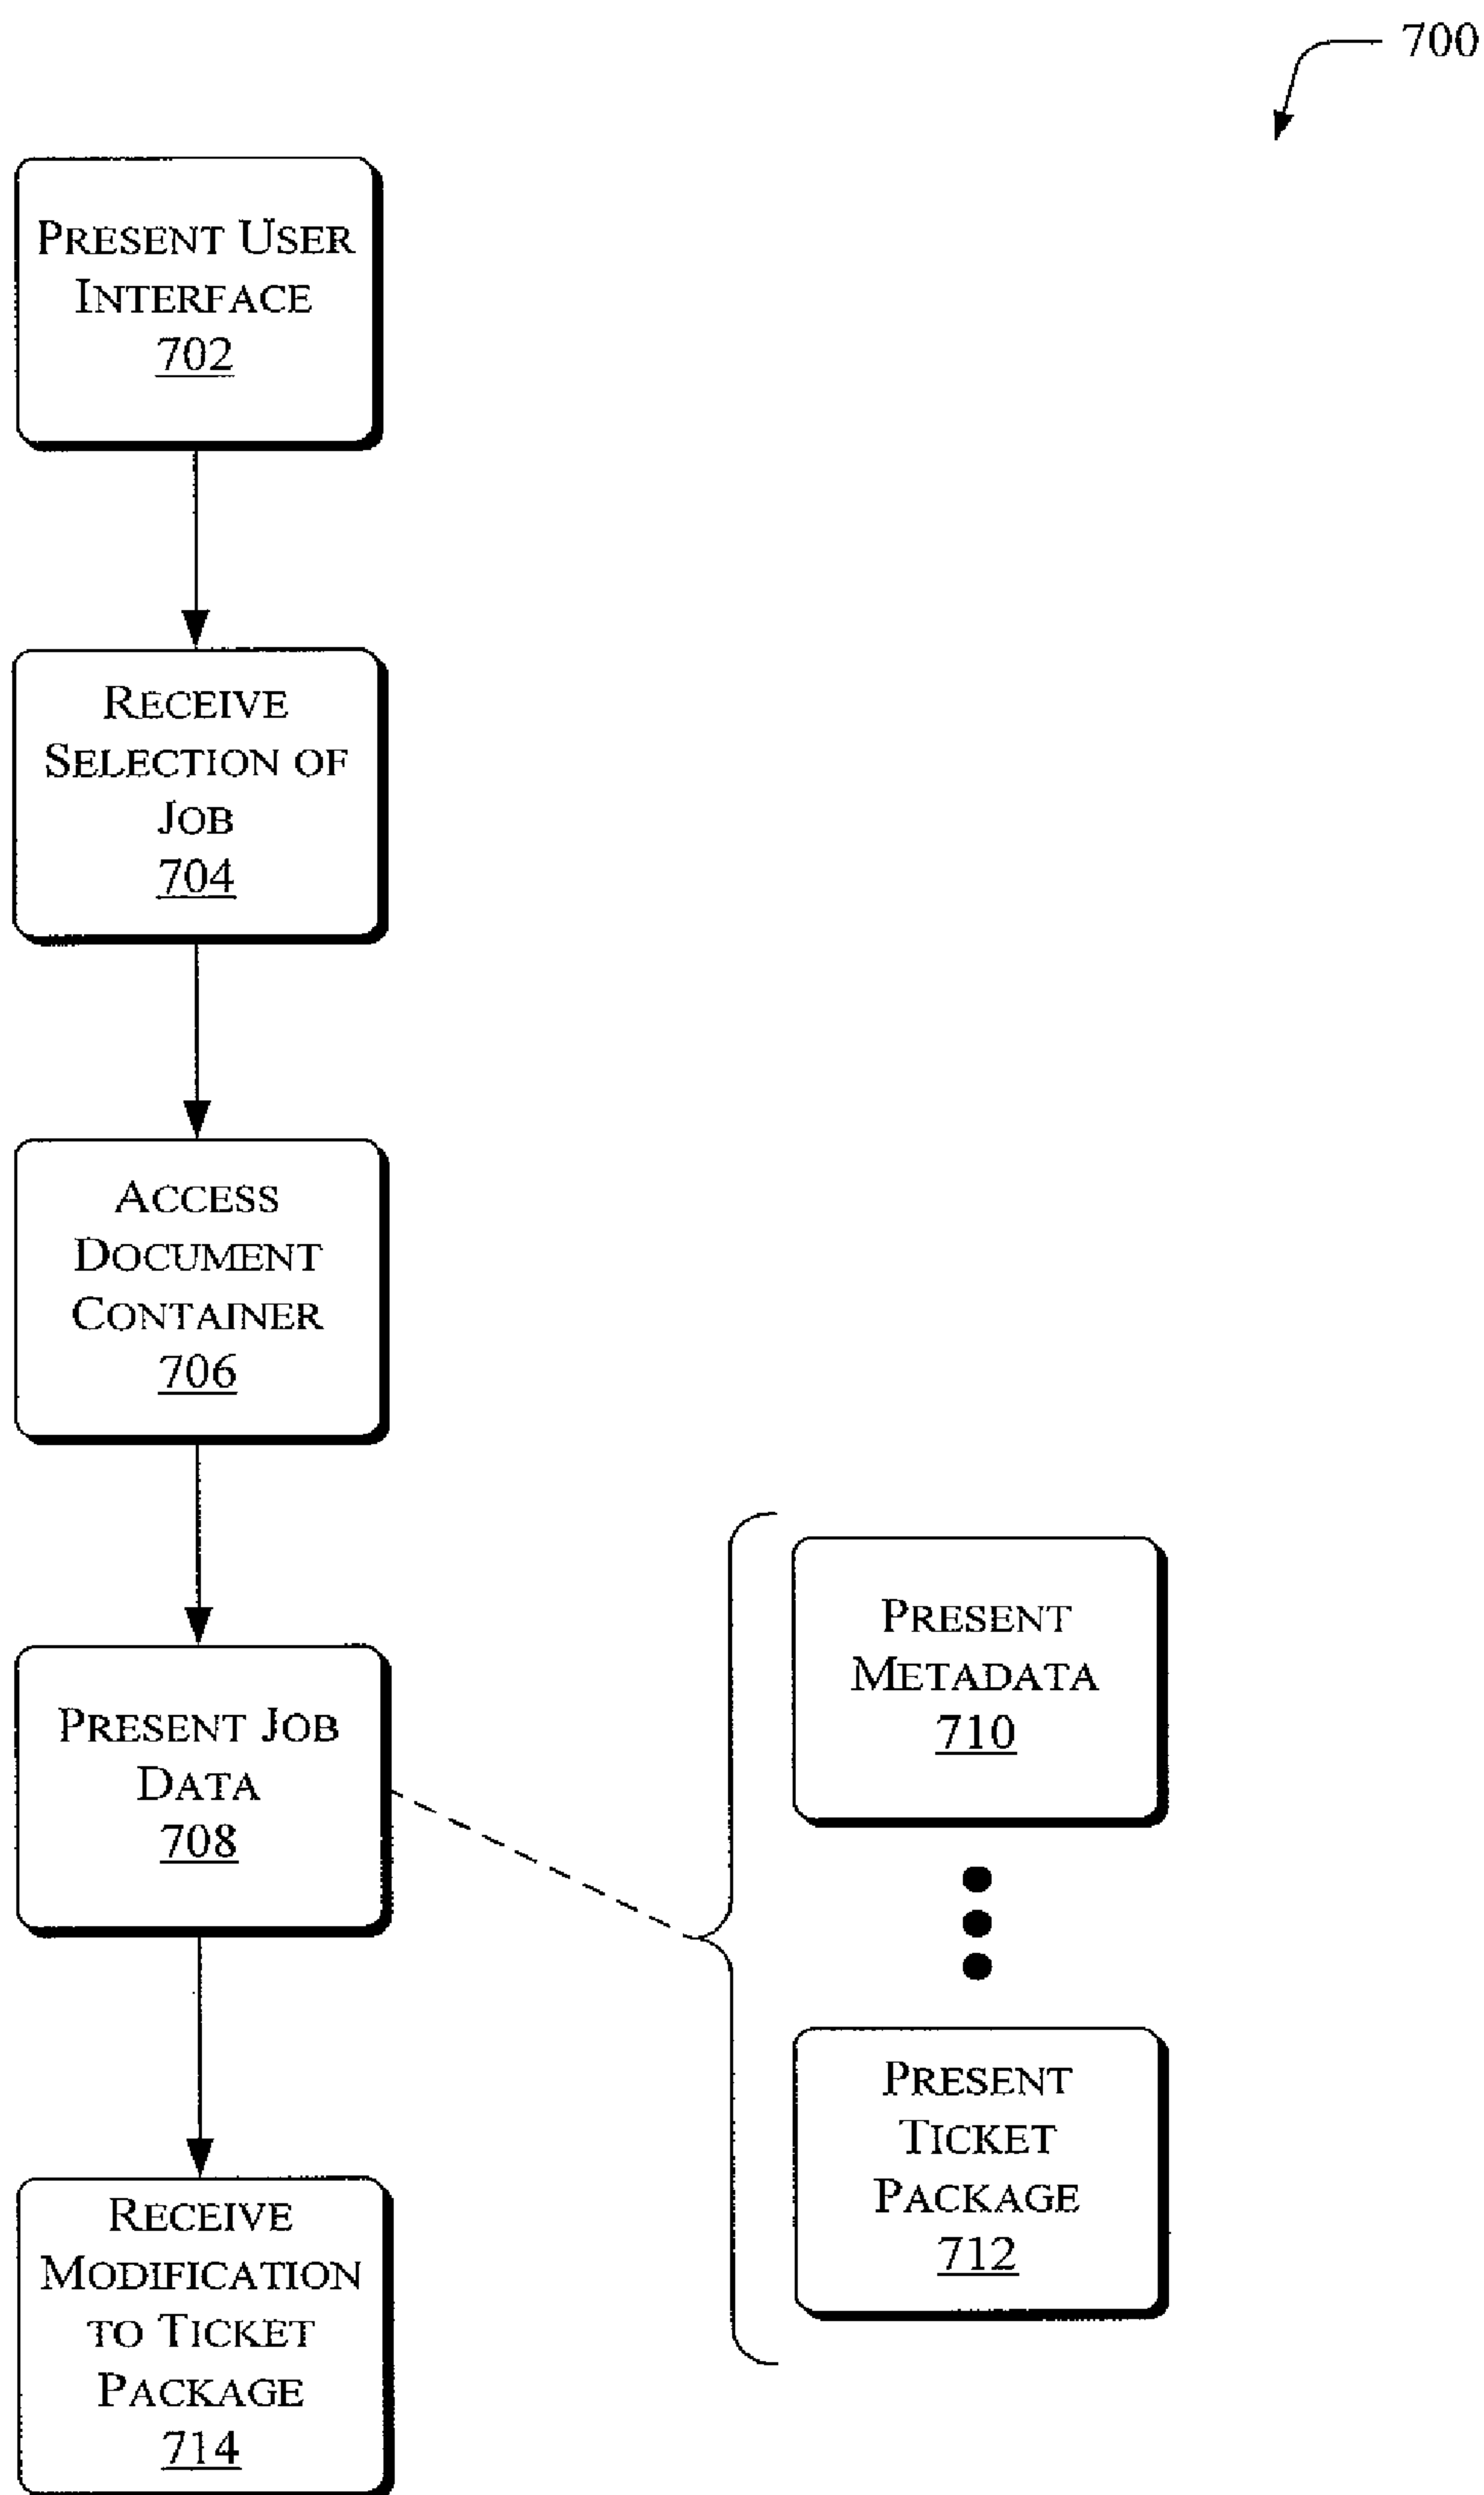 700
PRESENT USER
INTERFACE
702
RECEIVE
SELECTION OF
JOB
704
ACCESS
DOCUMENT
CONTAINER
706
PRESENT JOB
DATA
708
PRESENT
METADATA
710
PRESENT
TICKET
PACKAGE
712
RECEIVE
MODIFICATION
TO TICKET
PACKAGE
714